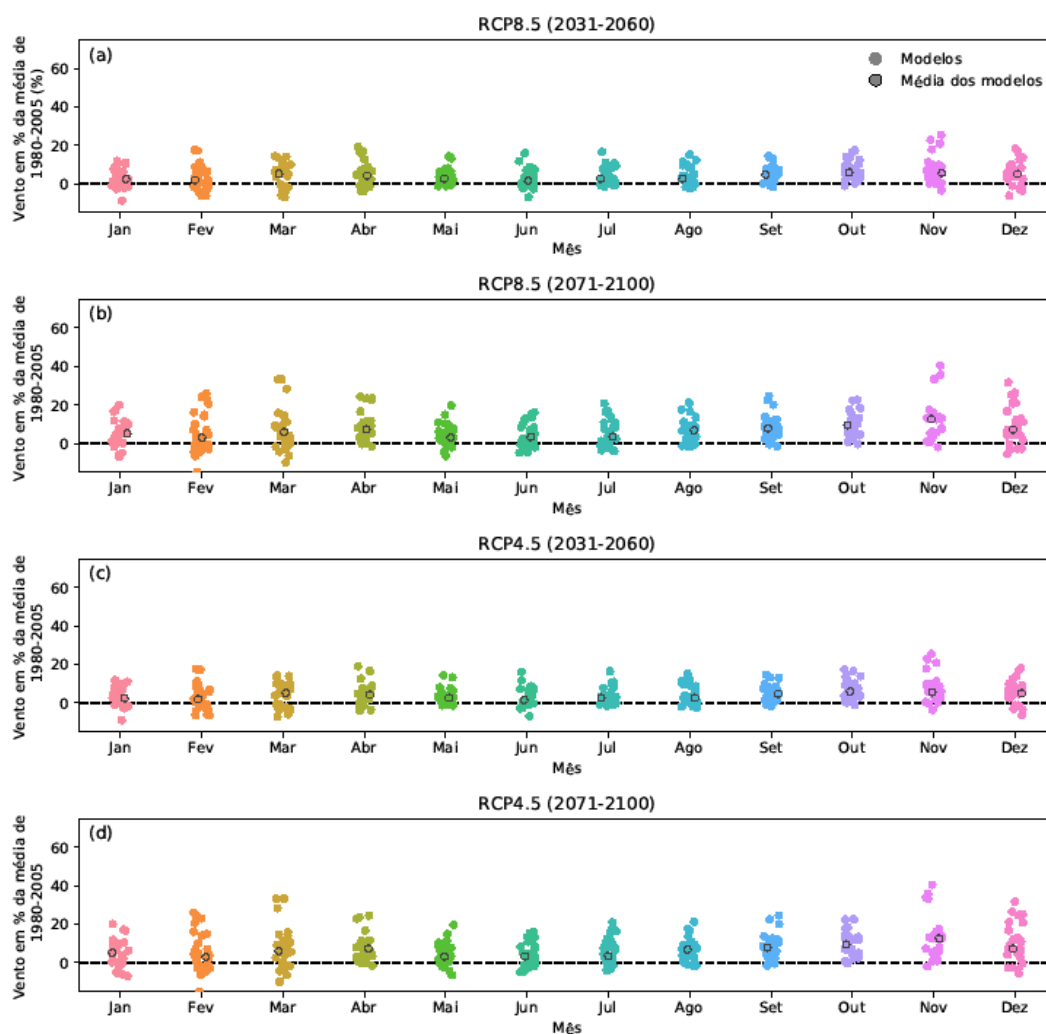 RCP8.5 (2031-2060)
(a)
Modelos
Média dos modelos
Vento em % da média de
1980-2005 (%)
60
40
20
0
Jan Fev Mar Abr Mai Jun Jul Ago Set Out Nov Dez
Mês
RCP8.5 (2071-2100)
(b)
Vento em % da média de
1980-2005
60
40
20
0
Jan Fev Mar Abr Mai Jun Jul Ago Set Out Nov Dez
Mês
RCP4.5 (2031-2060)
(c)
Vento em % da média de
1980-2005
60
40
20
0
Jan Fev Mar Abr Mai Jun Jul Ago Set Out Nov Dez
Mês
RCP4.5 (2071-2100)
(d)
Vento em % da média de
1980-2005
60
40
20
0
Jan Fev Mar Abr Mai Jun Jul Ago Set Out Nov Dez
Mês